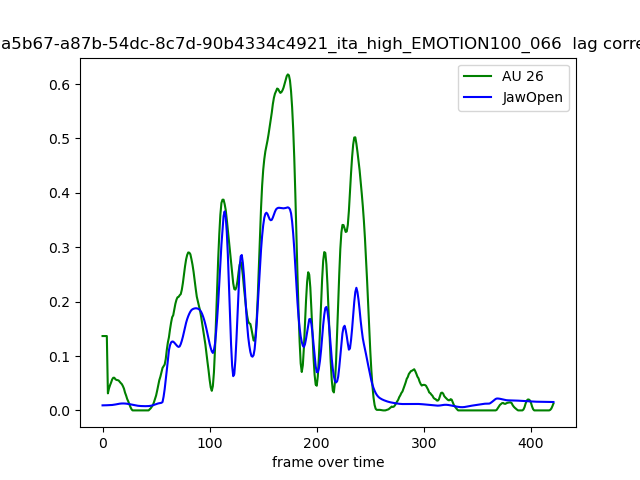 a5b67-a87b-54dc-8c7d-90b4334c4921_ita_high_EMOTION100_066 lag corre
AU 26
JawOpen
0.6
0.5
0.4
0.3
0.2
0.1
0.0
0 100 200 300 400
frame over time